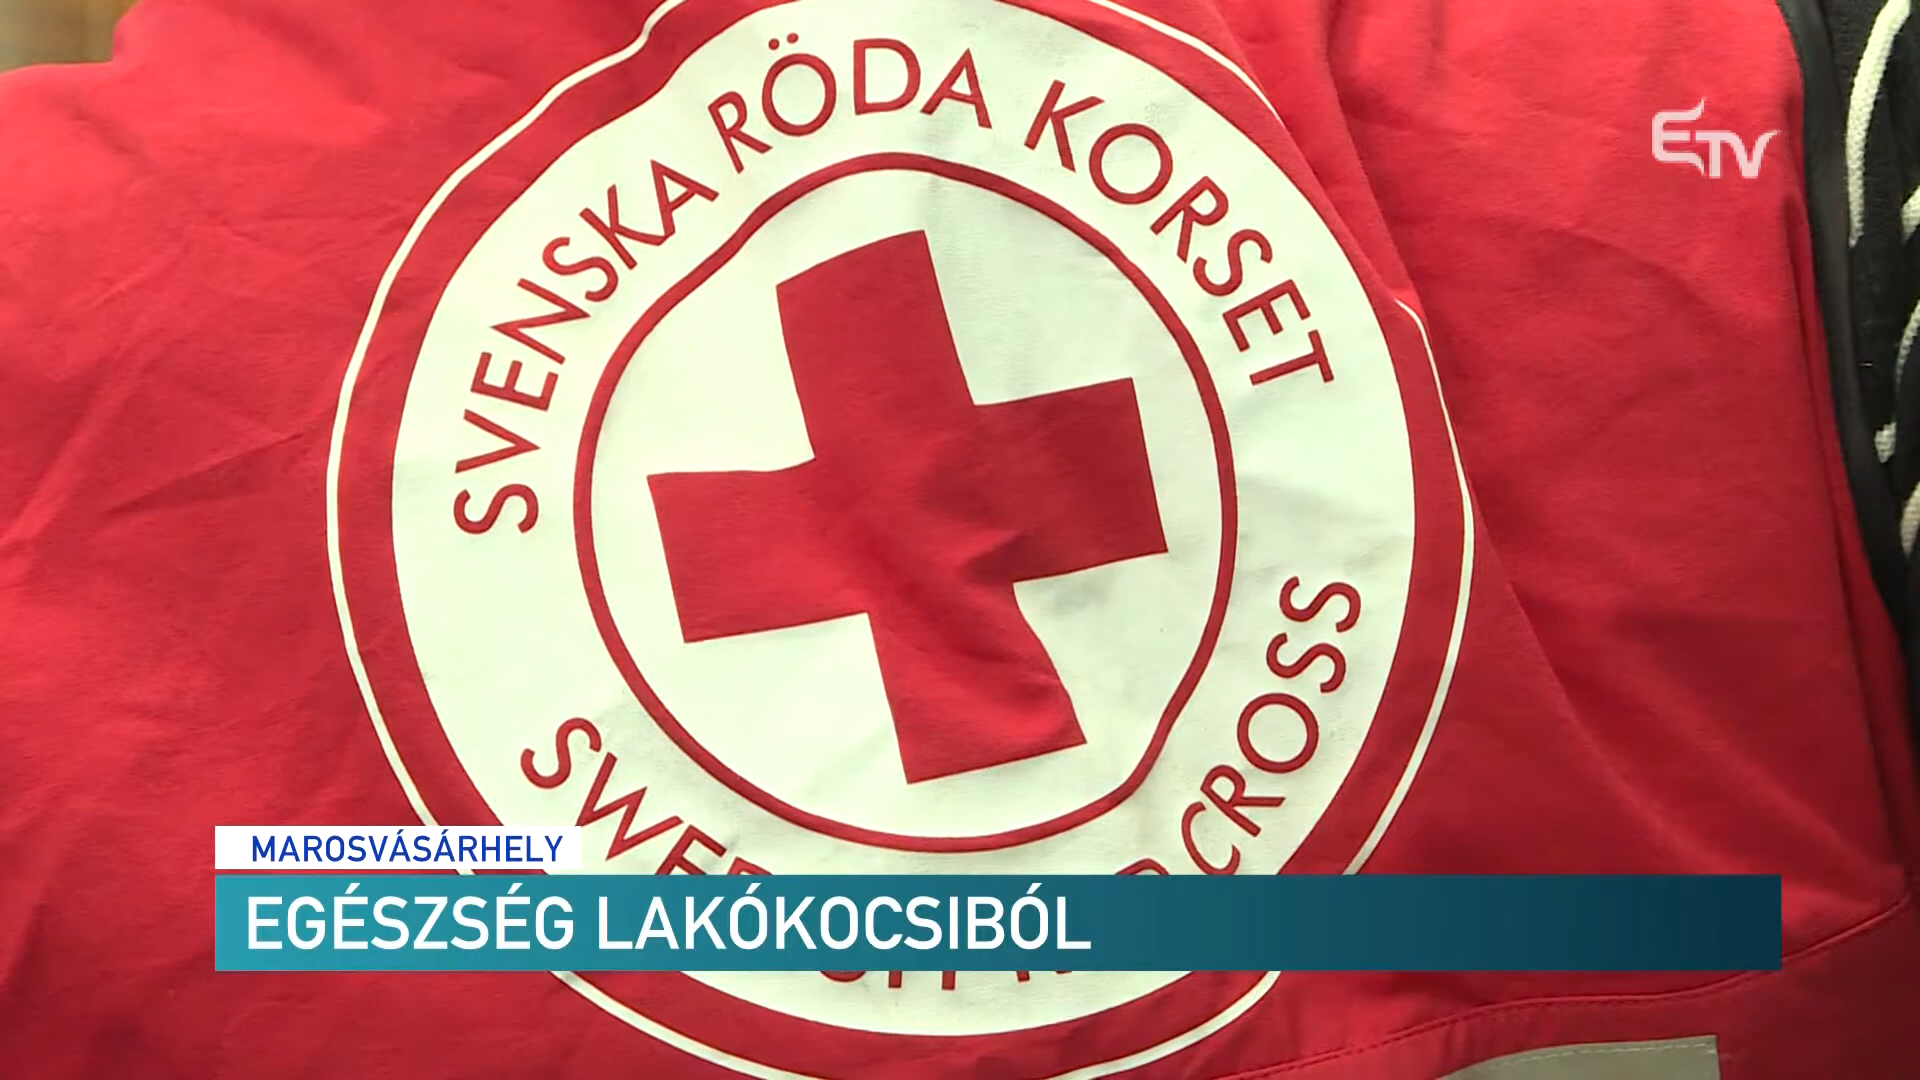 SVENSKA RÖDA KORSET
ETV
CROSS
MAROSVÁSÁRHELY
EGÉSZSÉG LAKÓKOCSIBÓL